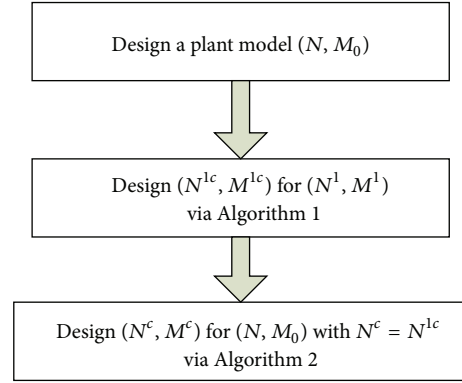 Design a plant model (N, M₀)
Design (N¹ᶜ, M¹ᶜ) for (N¹, M¹)
via Algorithm 1
Design (Nᶜ, Mᶜ) for (N, M₀) with Nᶜ = N¹ᶜ
via Algorithm 2